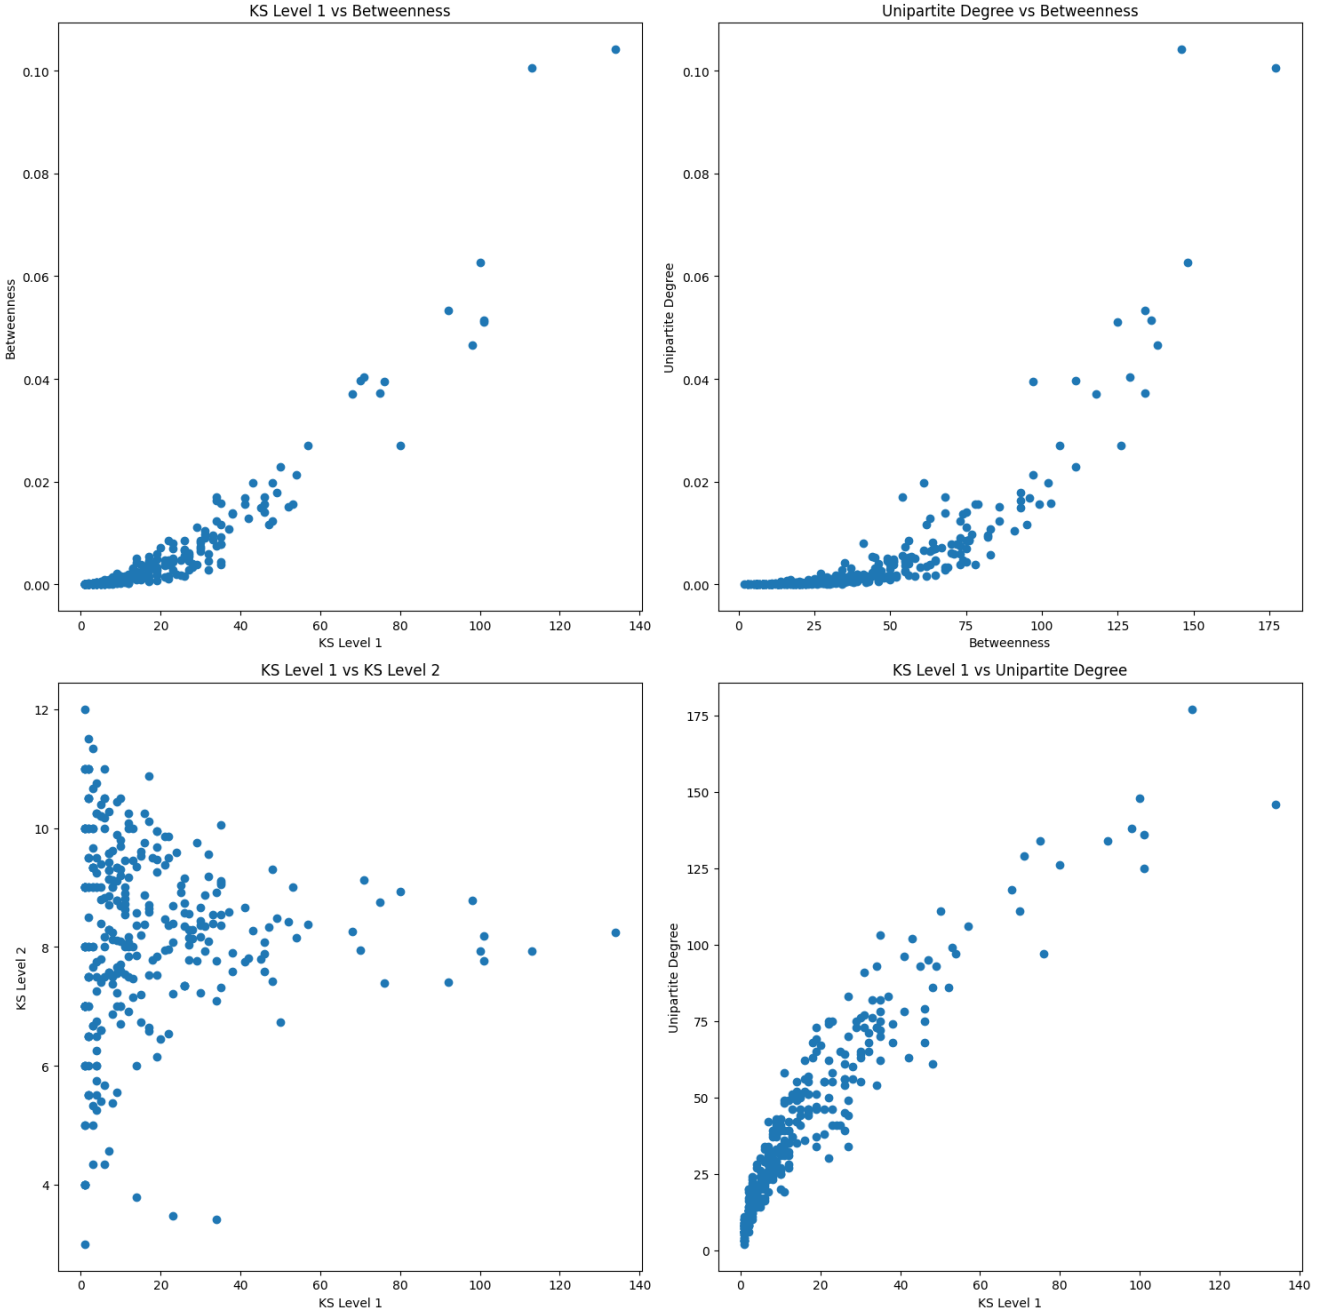 KS Level 1 vs Betweenness
0.10
0.08
0.06
0.04
0.02
0.00
Betweenness
0 20 40 60 80 100 120 140
KS Level 1
Unipartite Degree vs Betweenness
0.10
0.08
0.06
0.04
0.02
0.00
Unipartite Degree
0 25 50 75 100 125 150 175
Betweenness
KS Level 1 vs KS Level 2
12
10
8
6
4
KS Level 2
0 20 40 60 80 100 120 140
KS Level 1
KS Level 1 vs Unipartite Degree
175
150
125
100
75
50
25
0
Unipartite Degree
0 20 40 60 80 100 120 140
KS Level 1